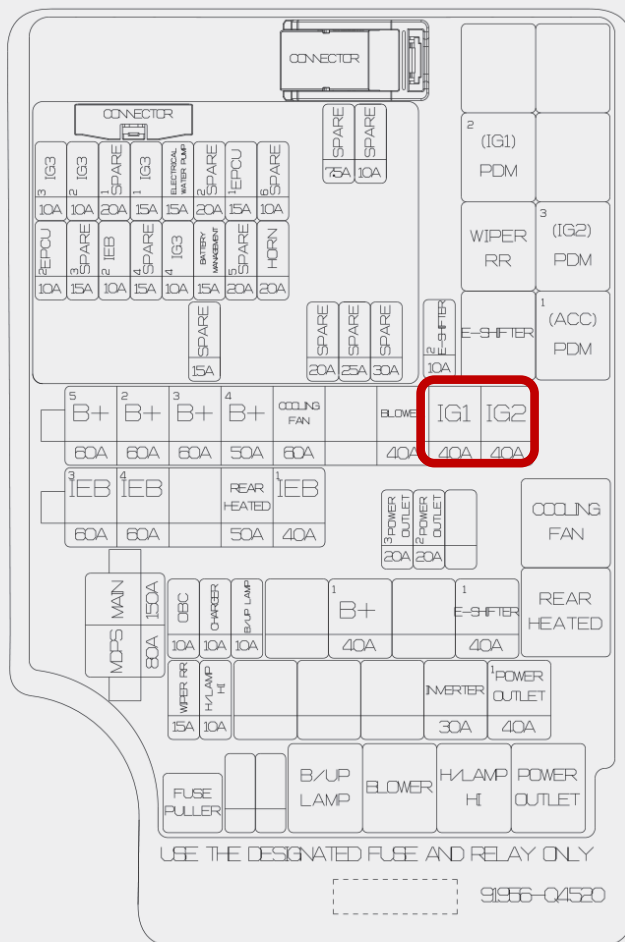 CONNECTOR
CONNECTOR
SPARE 7.5A
SPARE 10A
2 (IG1) PDM
3 IG3 10A
2 IG3 10A
1 SPARE 20A
1 IG3 15A
ELECTRICAL WATER PUMP 15A
2 SPARE 20A
1 EPCU 15A
6 SPARE 10A
WIPER RR
3 (IG2) PDM
2 EPCU 10A
3 SPARE 15A
2 IEB 10A
4 SPARE 15A
4 IG3 10A
BATTERY MANAGEMENT 15A
5 SPARE 20A
HORN 20A
SPARE 15A
SPARE 20A
SPARE 25A
SPARE 30A
2 E-SHIFTER 10A
E-SHIFTER
1 (ACC) PDM
5 B+ 60A
2 B+ 60A
3 B+ 60A
4 B+ 50A
COOLING FAN 60A
BLOWER 40A
IG1 40A
IG2 40A
3 IEB 60A
4 IEB 60A
REAR HEATED 50A
1 IEB 40A
3 POWER OUTLET 20A
2 POWER OUTLET 20A
COOLING FAN
MAIN 150A
MDPS 80A
OBC 10A
CHARGER 10A
B/UP LAMP 10A
1 B+ 40A
1 E-SHIFTER 40A
REAR HEATED
WIPER RR 15A
H/LAMP HI 10A
INVERTER 30A
1 POWER OUTLET 40A
FUSE PULLER
B/UP LAMP
BLOWER
H/LAMP HI
POWER OUTLET
USE THE DESIGNATED FUSE AND RELAY ONLY
91956-Q4520